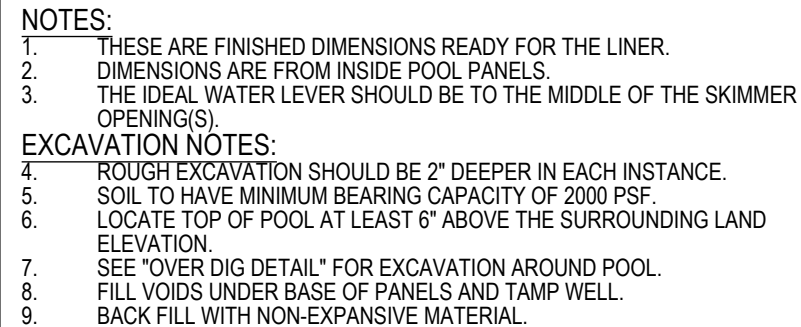 NOTES:
1. THESE ARE FINISHED DIMENSIONS READY FOR THE LINER.
2. DIMENSIONS ARE FROM INSIDE POOL PANELS.
3. THE IDEAL WATER LEVER SHOULD BE TO THE MIDDLE OF THE SKIMMER
OPENING(S).
EXCAVATION NOTES:
4. ROUGH EXCAVATION SHOULD BE 2" DEEPER IN EACH INSTANCE.
5. SOIL TO HAVE MINIMUM BEARING CAPACITY OF 2000 PSF.
6. LOCATE TOP OF POOL AT LEAST 6" ABOVE THE SURROUNDING LAND
ELEVATION.
7. SEE "OVER DIG DETAIL" FOR EXCAVATION AROUND POOL.
8. FILL VOIDS UNDER BASE OF PANELS AND TAMP WELL.
9. BACK FILL WITH NON-EXPANSIVE MATERIAL.